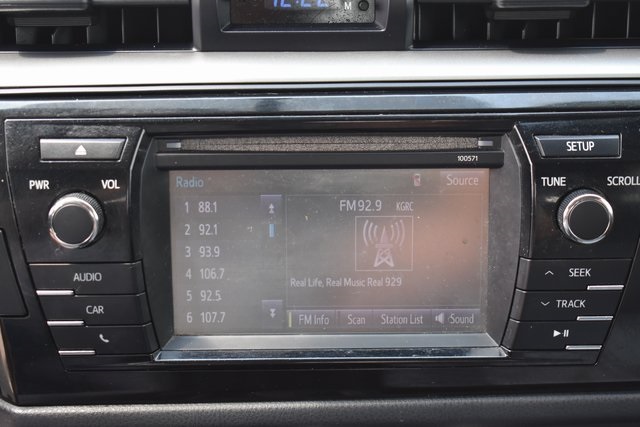 12:22
M
100571
SETUP
PWR
VOL
TUNE
SCROLL
Radio
Source
FM 92.9 KGRC
1 88.1
2 92.1
3 93.9
4 106.7
5 92.5
6 107.7
Real Life, Real Music Real 929
FM Info
Scan
Station List
Sound
AUDIO
CAR
SEEK
TRACK